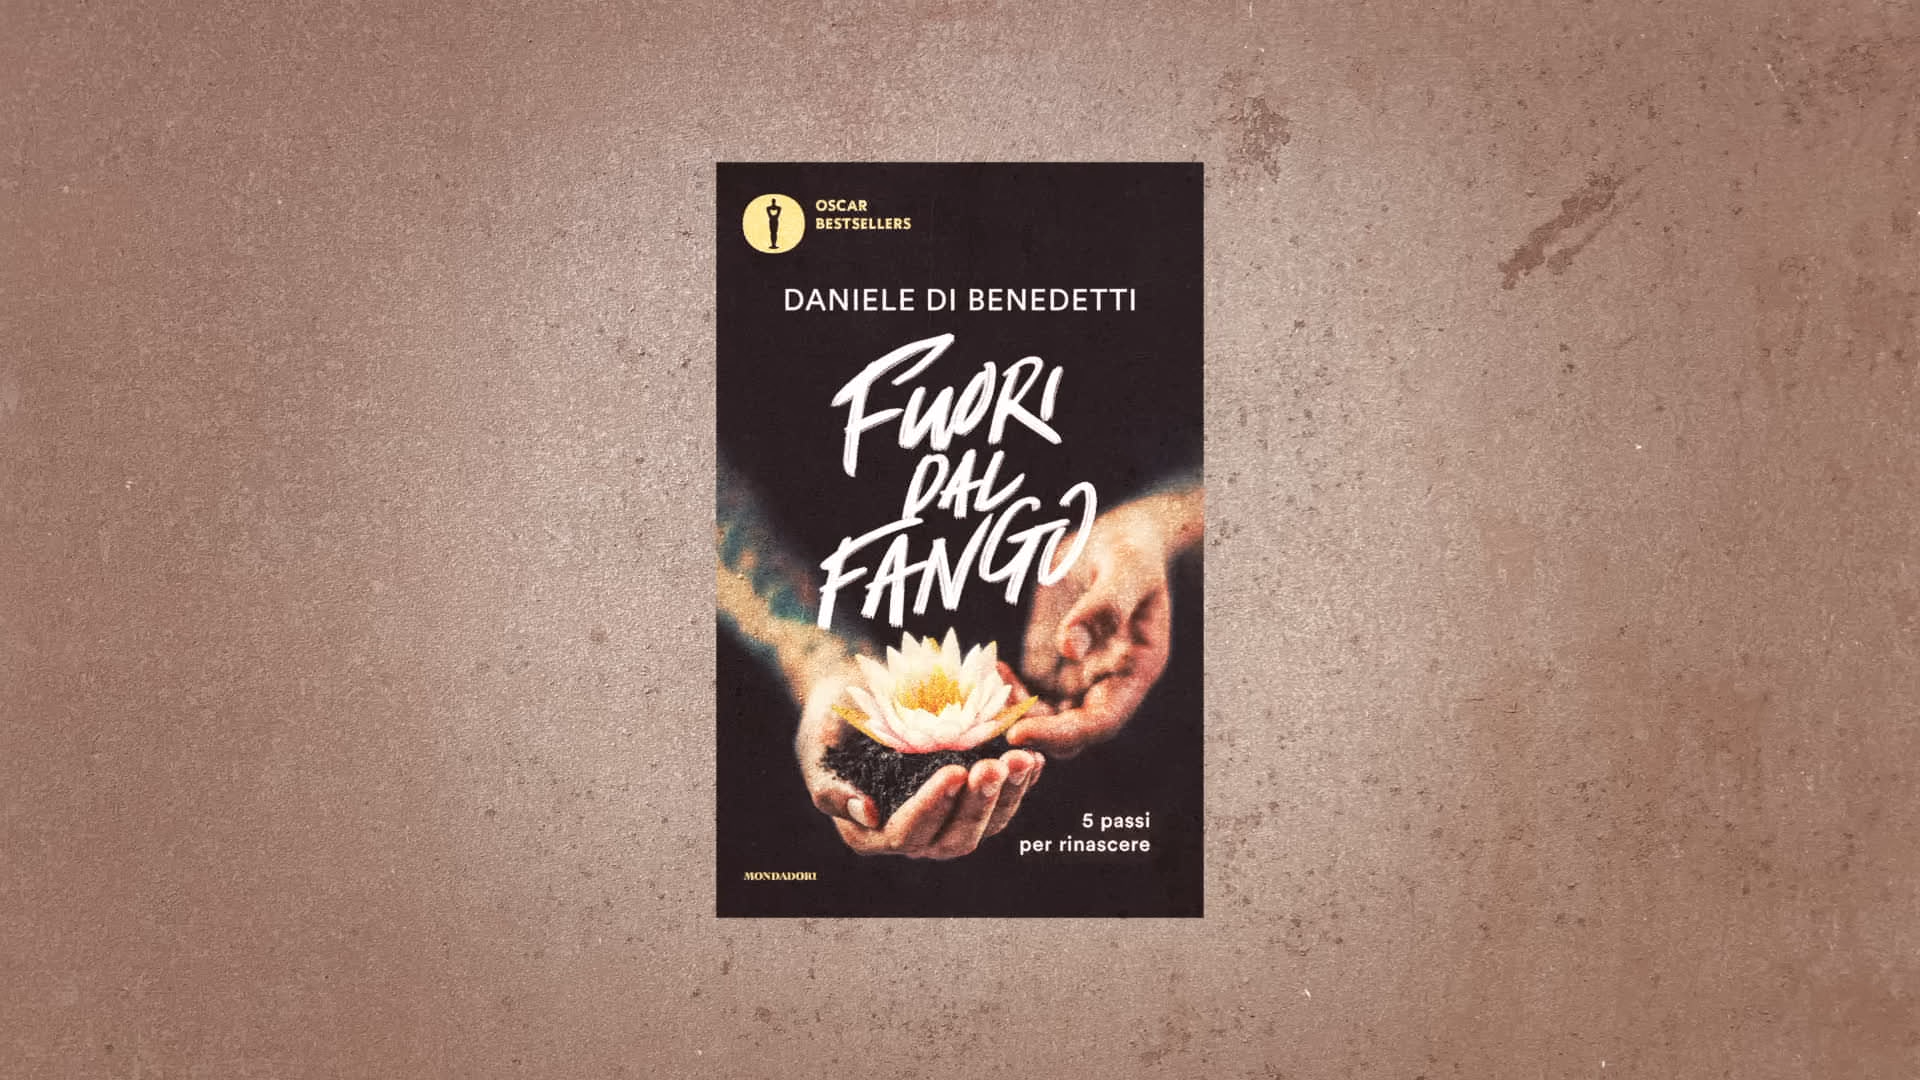 OSCAR
BESTSELLERS
DANIELE DI BENEDETTI
FUORI
DAL
FANGO
5 passi
per rinascere
MONDADORI